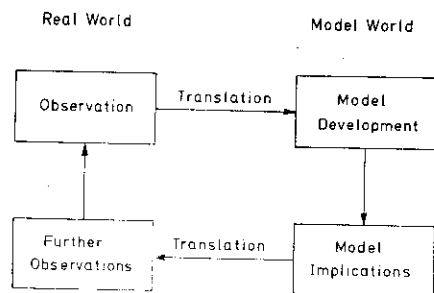 Real World
Model World
Observation
Translation
Model
Development
Further
Observations
Translation
Model
Implications